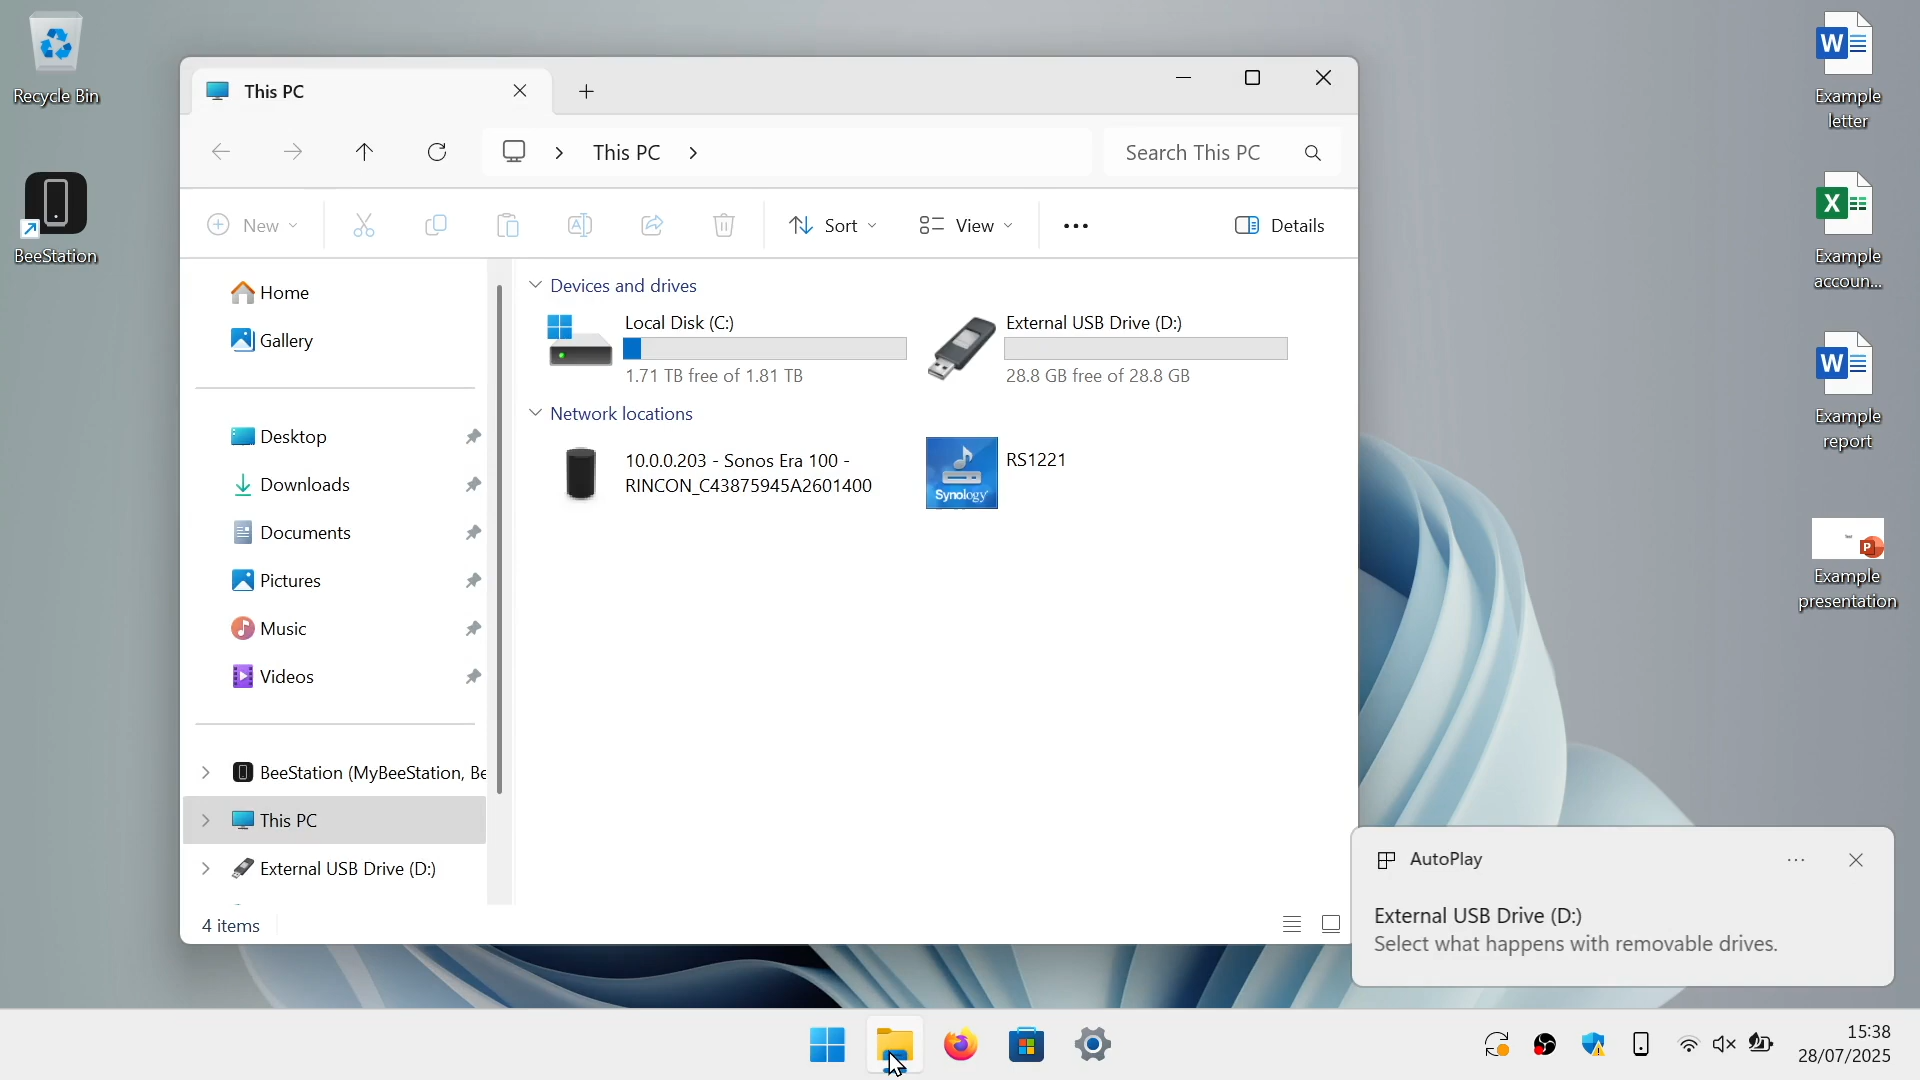 Recycle Bin
BeeStation
This PC
This PC
Search This PC
New
Sort
View
Details
Home
Gallery
Desktop
Downloads
Documents
Pictures
Music
Videos
BeeStation (MyBeeStation, Be
This PC
External USB Drive (D:)
Devices and drives
Local Disk (C:)
1.71 TB free of 1.81 TB
External USB Drive (D:)
28.8 GB free of 28.8 GB
Network locations
10.0.0.203 - Sonos Era 100 -
RINCON_C43875945A2601400
Synology
RS1221
4 items
W
Example
letter
X
Example
accoun...
W
Example
report
P
Example
presentation
AutoPlay
External USB Drive (D:)
Select what happens with removable drives.
15:38
28/07/2025